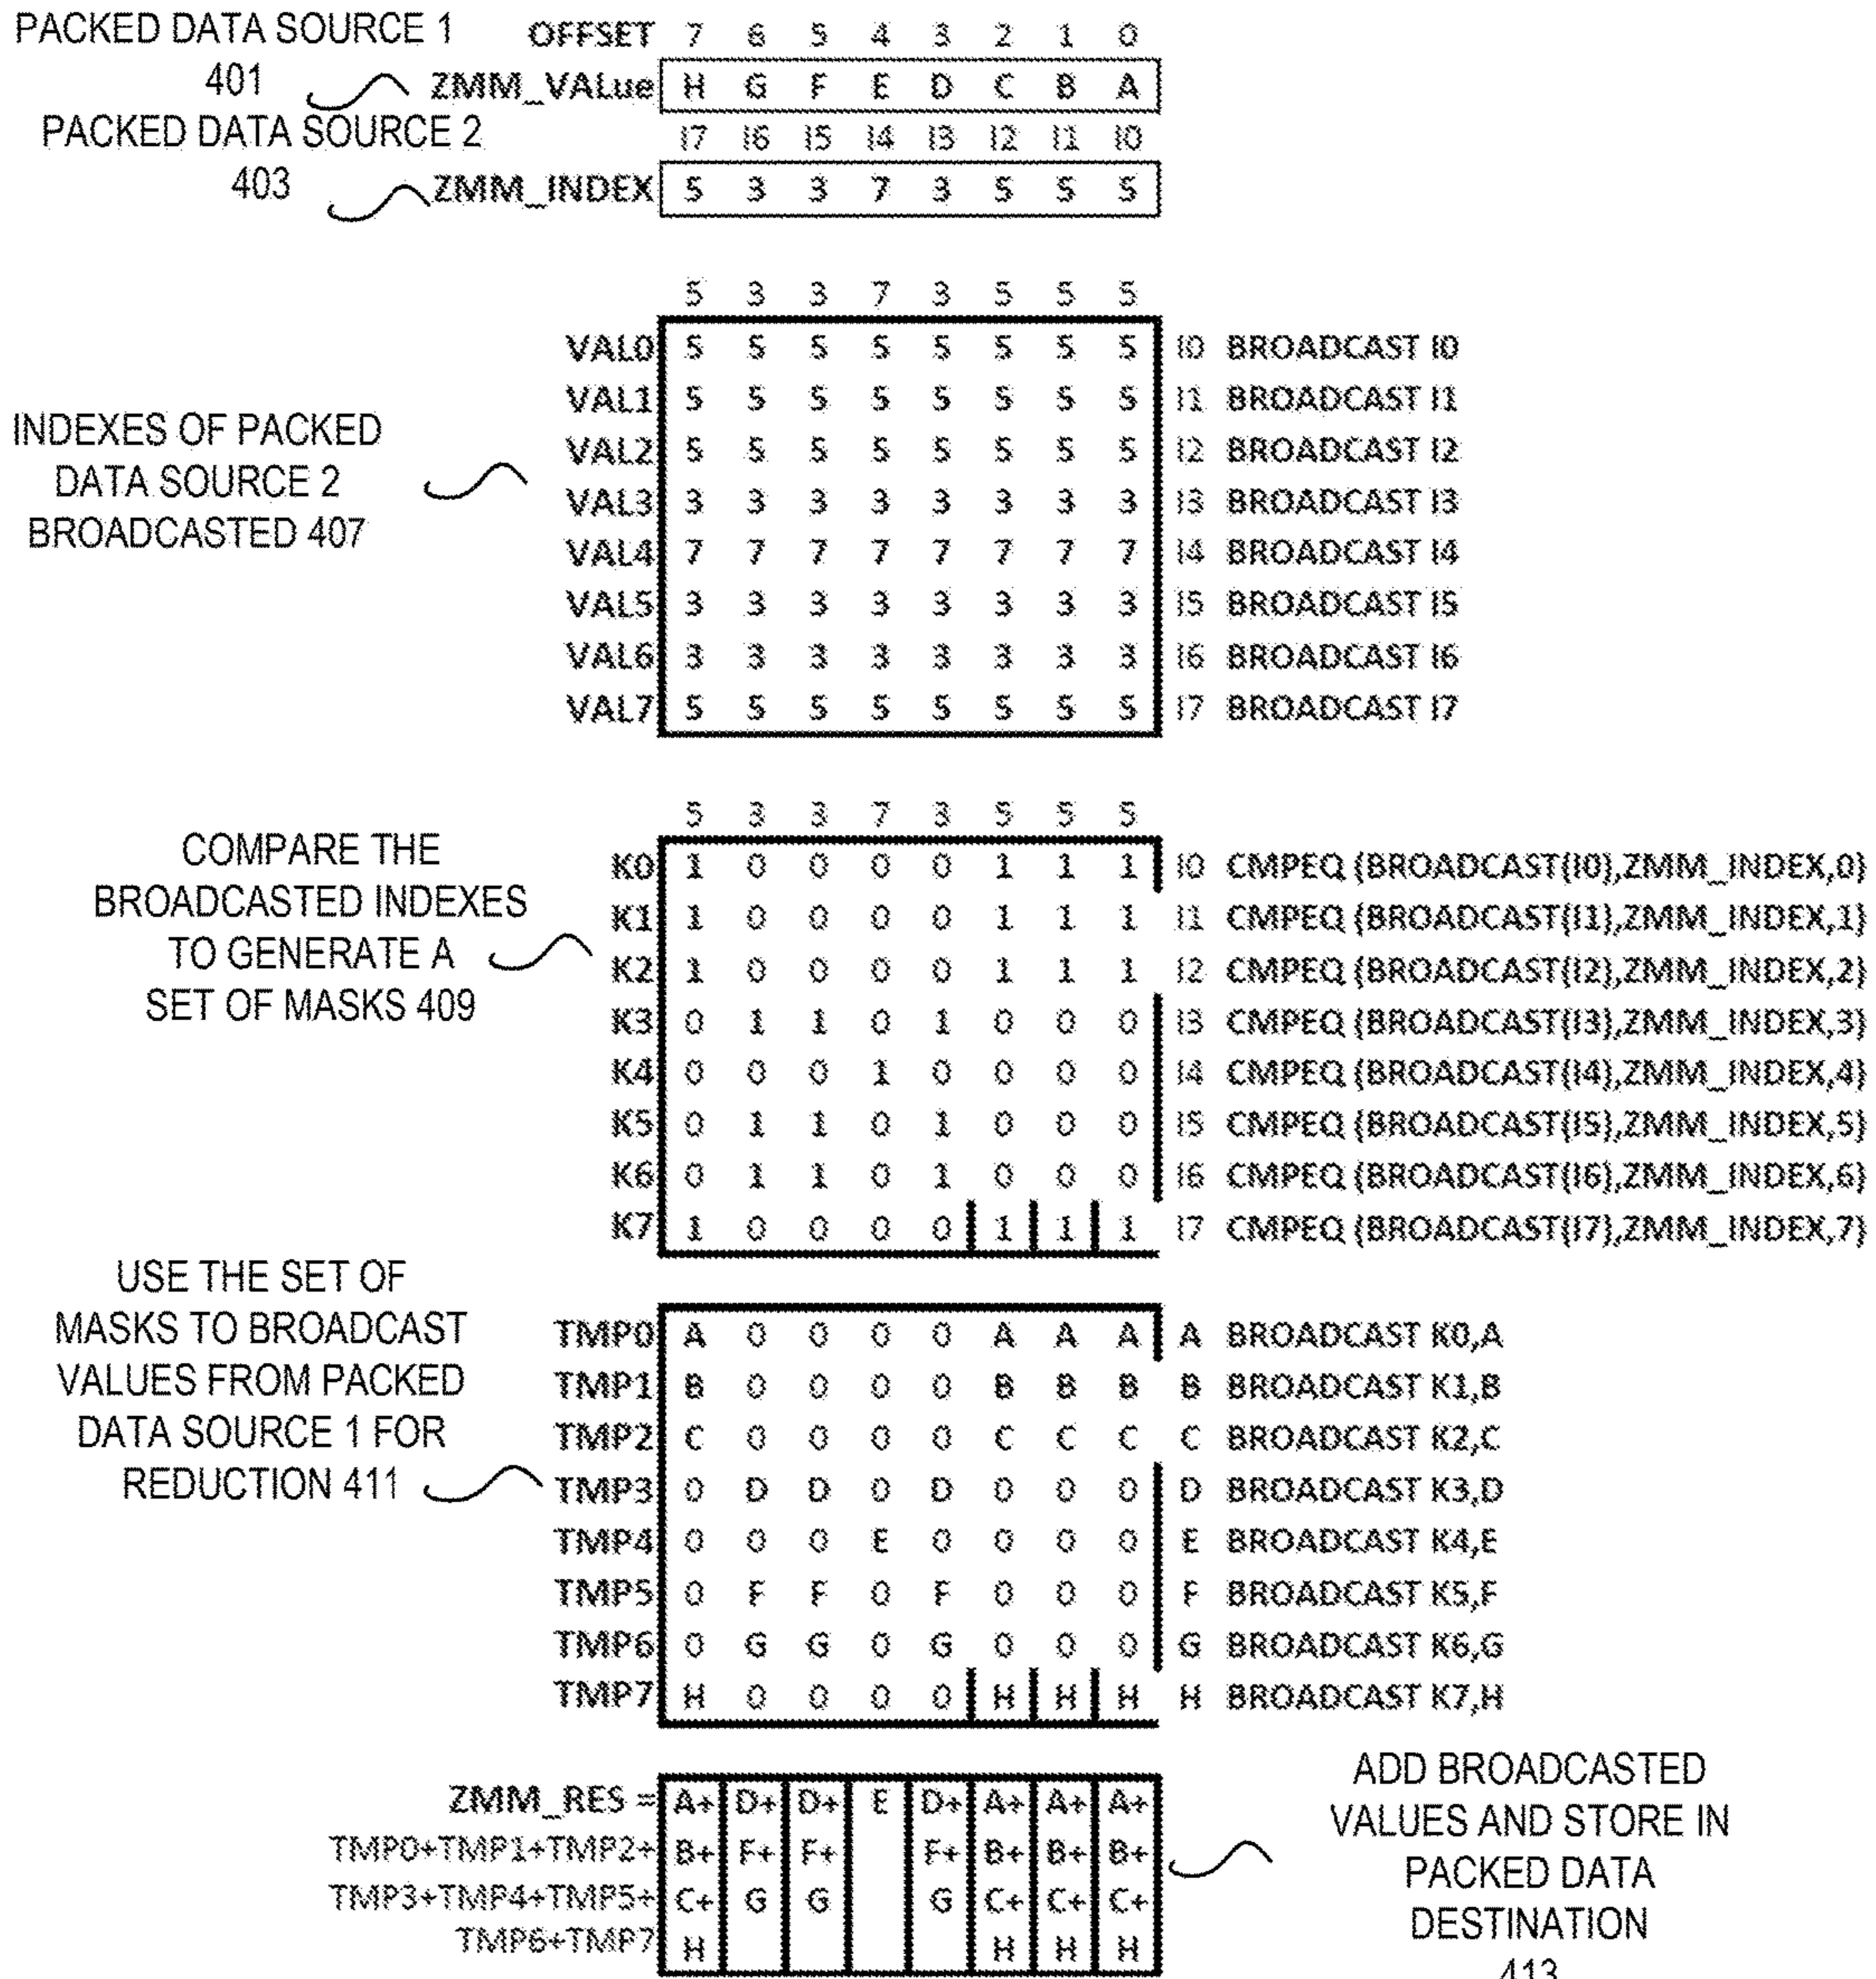 PACKED DATA SOURCE 1
401
OFFSET 7 6 5 4 3 2 1 0
ZMM_VALue H G F E D C B A
PACKED DATA SOURCE 2
403
I7 I6 I5 I4 I3 I2 I1 I0
ZMM_INDEX 5 3 3 7 3 5 5 5
5 3 3 7 3 5 5 5
VAL0 5 5 5 5 5 5 5 5 I0 BROADCAST I0
VAL1 5 5 5 5 5 5 5 5 I1 BROADCAST I1
VAL2 5 5 5 5 5 5 5 5 I2 BROADCAST I2
VAL3 3 3 3 3 3 3 3 3 I3 BROADCAST I3
VAL4 7 7 7 7 7 7 7 7 I4 BROADCAST I4
VAL5 3 3 3 3 3 3 3 3 I5 BROADCAST I5
VAL6 3 3 3 3 3 3 3 3 I6 BROADCAST I6
VAL7 5 5 5 5 5 5 5 5 I7 BROADCAST I7
INDEXES OF PACKED
DATA SOURCE 2
BROADCASTED 407
5 3 3 7 3 5 5 5
K0 1 0 0 0 0 1 1 1 I0 CMPEQ (BROADCAST(I0),ZMM_INDEX,0)
K1 1 0 0 0 0 1 1 1 I1 CMPEQ (BROADCAST(I1),ZMM_INDEX,1)
K2 1 0 0 0 0 1 1 1 I2 CMPEQ (BROADCAST(I2),ZMM_INDEX,2)
K3 0 1 1 0 1 0 0 0 I3 CMPEQ (BROADCAST(I3),ZMM_INDEX,3)
K4 0 0 0 1 0 0 0 0 I4 CMPEQ (BROADCAST(I4),ZMM_INDEX,4)
K5 0 1 1 0 1 0 0 0 I5 CMPEQ (BROADCAST(I5),ZMM_INDEX,5)
K6 0 1 1 0 1 0 0 0 I6 CMPEQ (BROADCAST(I6),ZMM_INDEX,6)
K7 1 0 0 0 0 1 1 1 I7 CMPEQ (BROADCAST(I7),ZMM_INDEX,7)
COMPARE THE
BROADCASTED INDEXES
TO GENERATE A
SET OF MASKS 409
USE THE SET OF
MASKS TO BROADCAST
VALUES FROM PACKED
DATA SOURCE 1 FOR
REDUCTION 411
TMP0 A 0 0 0 0 A A A A BROADCAST K0,A
TMP1 B 0 0 0 0 B B B B BROADCAST K1,B
TMP2 C 0 0 0 0 C C C C BROADCAST K2,C
TMP3 0 D D 0 D 0 0 0 D BROADCAST K3,D
TMP4 0 0 0 E 0 0 0 0 E BROADCAST K4,E
TMP5 0 F F 0 F 0 0 0 F BROADCAST K5,F
TMP6 0 G G 0 G 0 0 0 G BROADCAST K6,G
TMP7 H 0 0 0 0 H H H H BROADCAST K7,H
ZMM_RES = A+ D+ D+ E D+ A+ A+ A+
TMP0+TMP1+TMP2+ B+ F+ F+ F+ B+ B+ B+
TMP3+TMP4+TMP5+ C+ G G G C+ C+ C+
TMP6+TMP7 H H H H
ADD BROADCASTED
VALUES AND STORE IN
PACKED DATA
DESTINATION
413